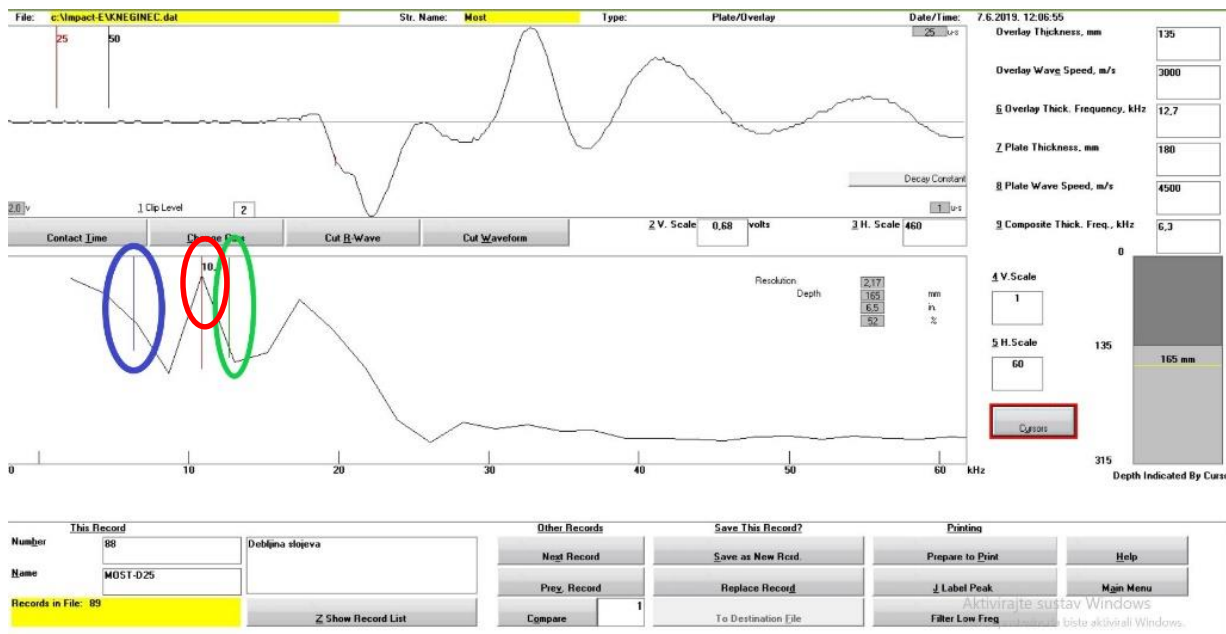 File: c:\Impact-E\KNEGINEC.dat Str. Name: Most Type: Plate/Overlay Date/Time: 7.6.2019. 12:06:55
25 50
25 u-s
Overlay Thickness, mm 135
Overlay Wave Speed, m/s 3000
6 Overlay Thick. Frequency, kHz 12,7
7 Plate Thickness, mm 180
8 Plate Wave Speed, m/s 4500
9 Composite Thick. Freq., kHz 6,3
Decay Constant
2.0 v 1 Clip Level 2 1 u-s
Contact Time Change Gain Cut R-Wave Cut Waveform 2 V. Scale 0,68 volts 3 H. Scale 460
10,
Resolution 2,17
Depth 165 mm
6,5 in.
52 %
4 V.Scale
1
5 H.Scale
60
Cursors
0
135
165 mm
315
Depth Indicated By Curs
0 10 20 30 40 50 60 kHz
This Record Other Records Save This Record? Printing
Number 88 Debljina slojeva Next Record Save as New Rcrd. Prepare to Print Help
Name MOST-D25 Prev. Record Replace Record J Label Peak Main Menu
Records in File: 89 Z Show Record List Compare 1 To Destination File Filter Low Freq
Aktivirajte sustav Windows
biste aktivirali Windows.